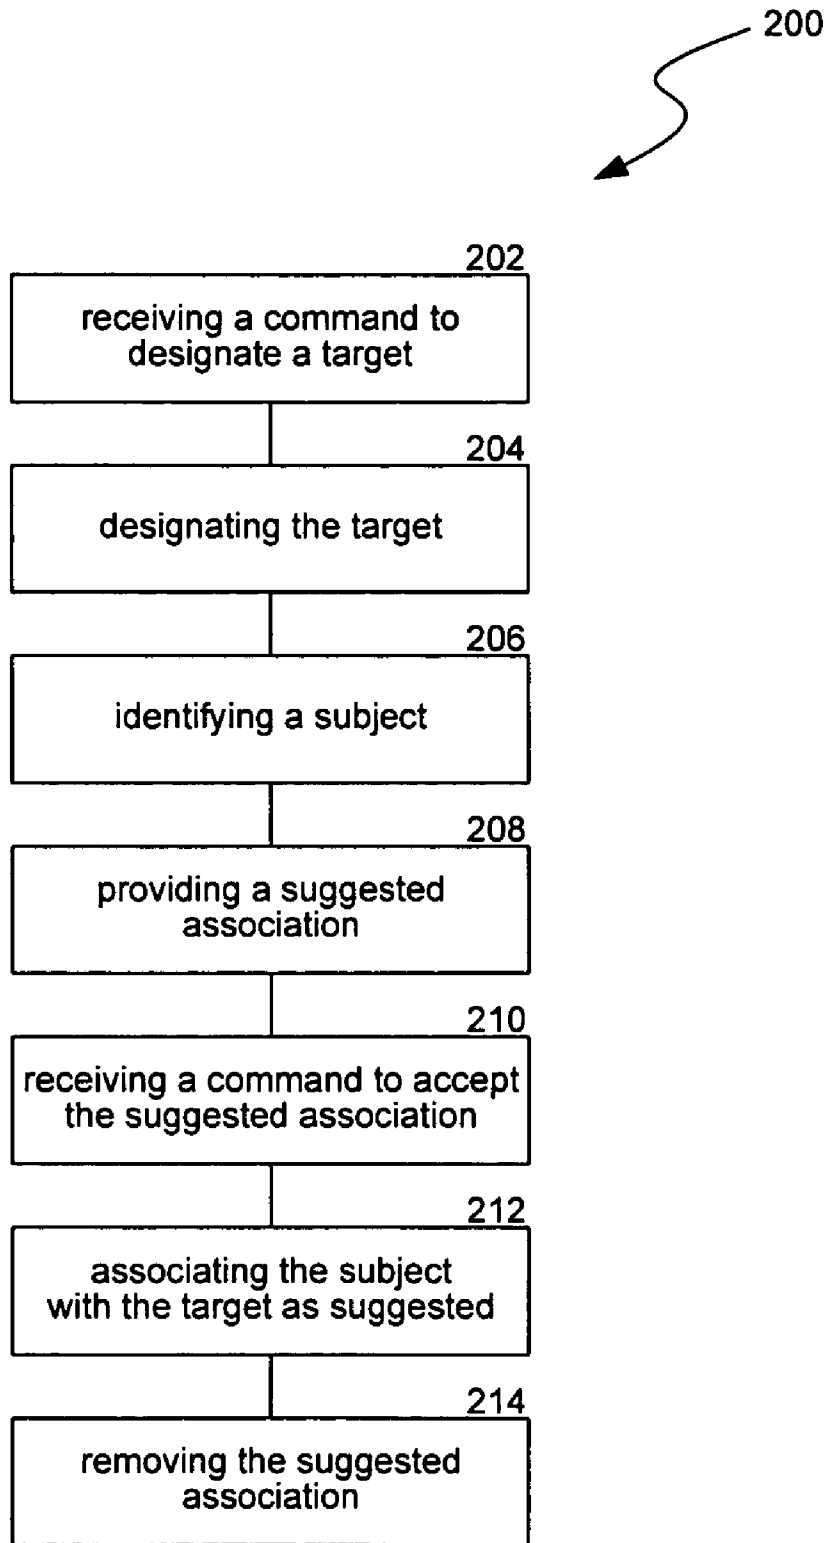 200
202
receiving a command to
designate a target
204
designating the target
206
identifying a subject
208
providing a suggested
association
210
receiving a command to accept
the suggested association
212
associating the subject
with the target as suggested
214
removing the suggested
association